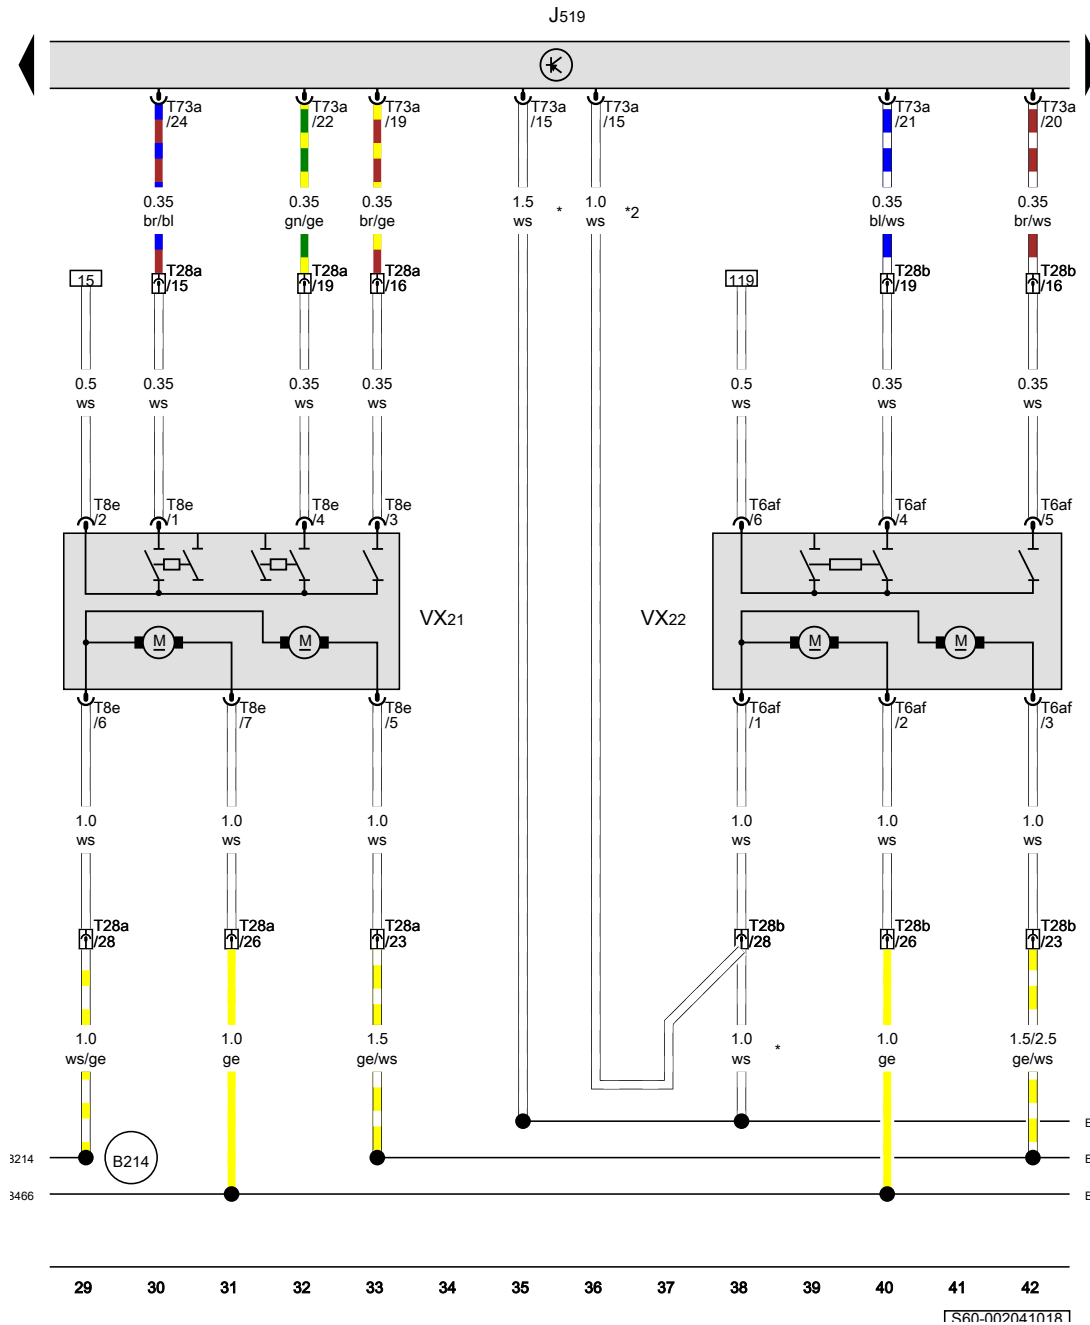 J519
T73a T73a T73a T73a T73a T73a T73a
/24 /22 /19 /15 /15 /21 /20
0.35 0.35 0.35 1.5 1.0 0.35 0.35
br/bl gn/ge br/ge ws * ws *2 bl/ws br/ws
T28a T28a T28a T28b T28b
15 /15 /19 /16 119 /19 /16
0.5 0.35 0.35 0.35 0.5 0.35 0.35
ws ws ws ws ws ws ws
T8e T8e T8e T8e T6af T6af T6af
/2 /1 /4 /3 /6 /4 /5
VX21 VX22
M M M M
T8e T8e T8e T6af T6af T6af
/6 /7 /5 /1 /2 /3
1.0 1.0 1.0 1.0 1.0 1.0
ws ws ws ws ws ws
T28a T28a T28a T28b T28b T28b
/28 /26 /23 /28 /26 /23
1.0 1.0 1.5 1.0 1.0 1.5/2.5
ws/ge ge ge/ws ws * ge ge/ws
B214
29 30 31 32 33 34 35 36 37 38 39 40 41 42
S60-002041018